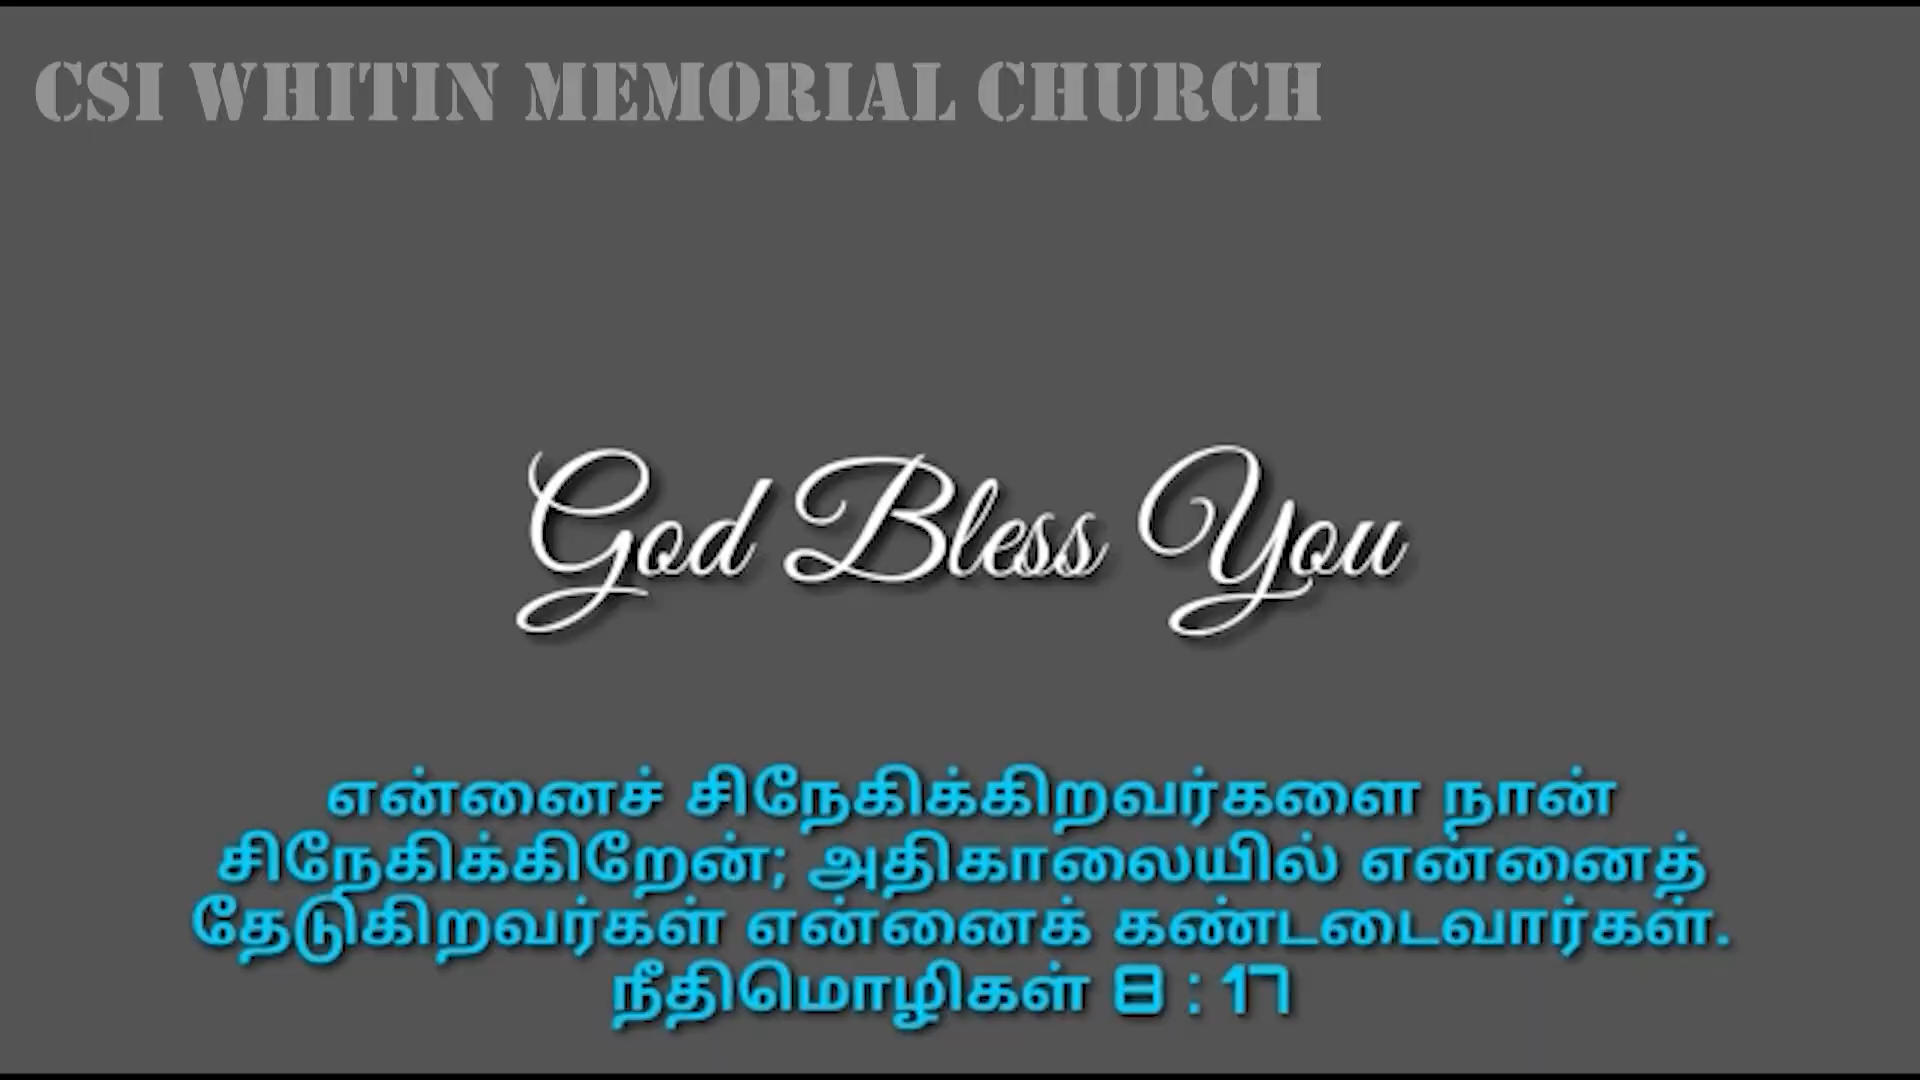 CSI WHITIN MEMORIAL CHURCH
God Bless You
என்னைச் சிநேகிக்கிறவர்களை நான்
சிநேகிக்கிறேன்; அதிகாலையில் என்னைத்
தேடுகிறவர்கள் என்னைக் கண்டடைவார்கள்.
நீதிமொழிகள் 8 : 17